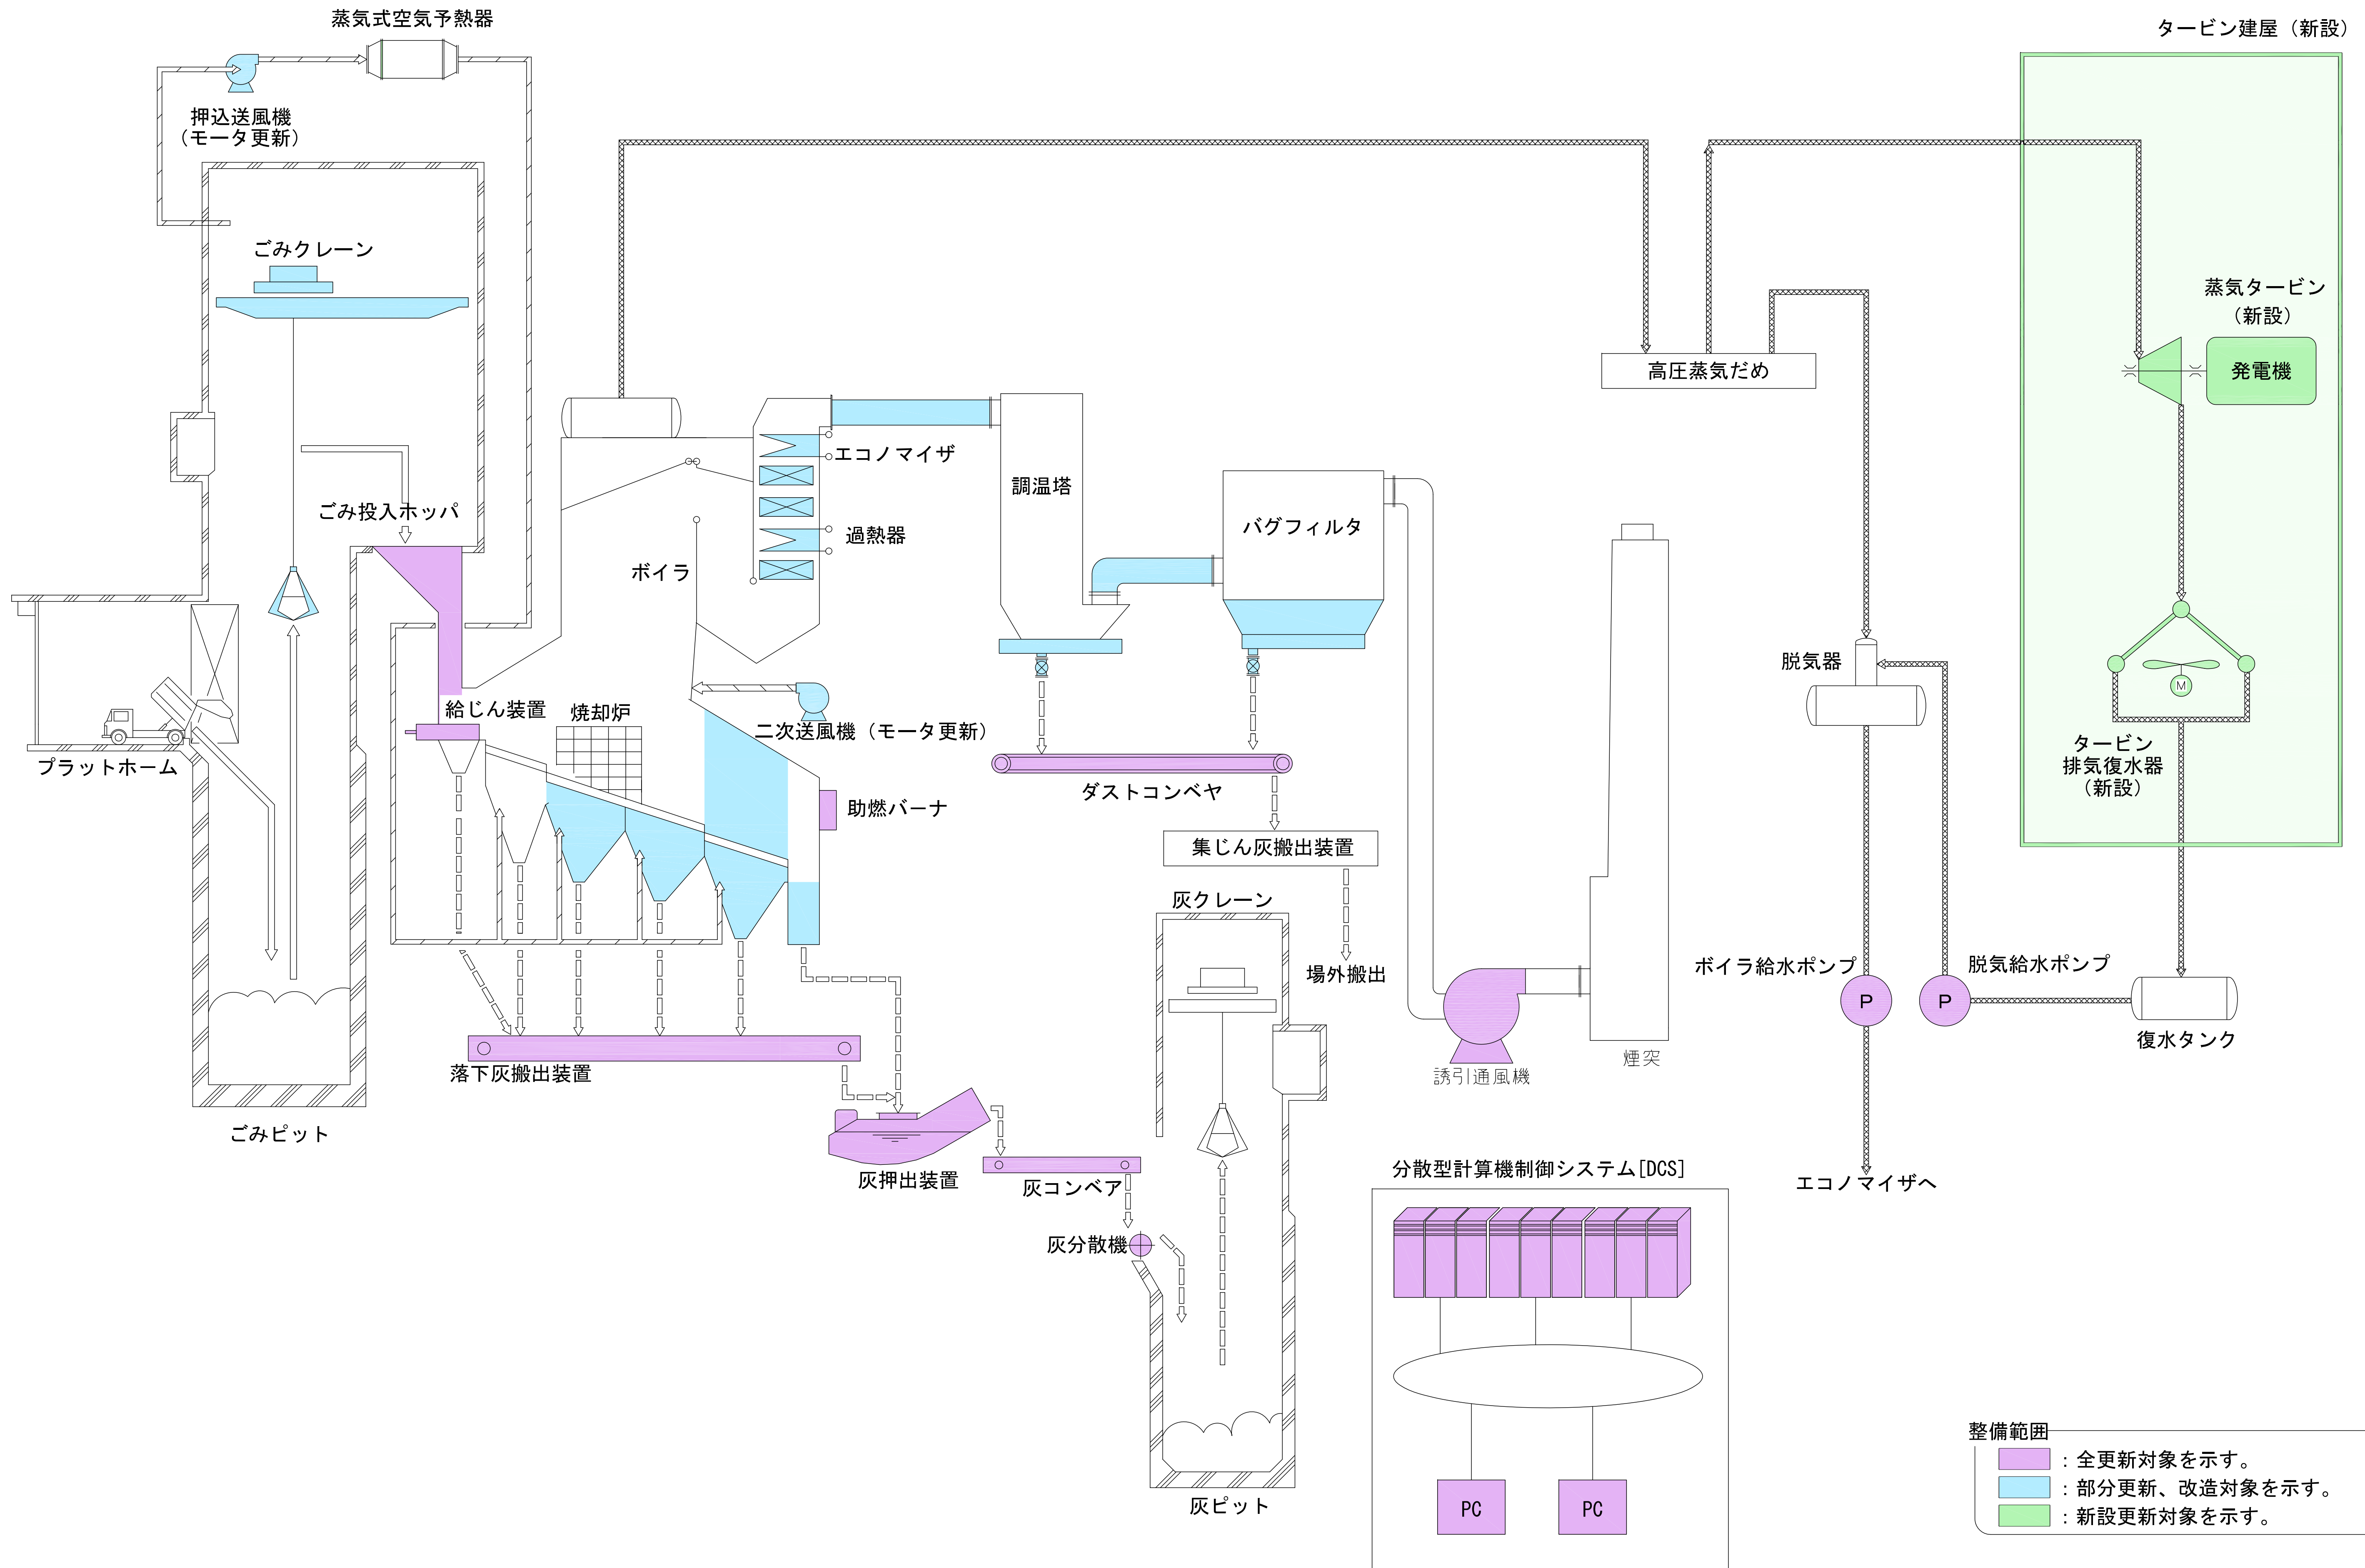 蒸気式空気予熱器
タービン建屋（新設）
押込送風機
（モータ更新）
ごみクレーン
蒸気タービン
（新設）
発電機
高圧蒸気だめ
エコノマイザ
調温塔
ごみ投入ホッパ
バグフィルタ
過熱器
ボイラ
脱気器
給じん装置
焼却炉
二次送風機（モータ更新）
プラットホーム
タービン
排気復水器
（新設）
M
ダストコンベヤ
助燃バーナ
集じん灰搬出装置
灰クレーン
場外搬出
ボイラ給水ポンプ
脱気給水ポンプ
P
P
復水タンク
煙突
誘引通風機
落下灰搬出装置
ごみピット
灰押出装置
灰コンベア
分散型計算機制御システム[DCS]
エコノマイザへ
灰分散機
灰ピット
PC
PC
整備範囲
：全更新対象を示す。
：部分更新、改造対象を示す。
：新設更新対象を示す。